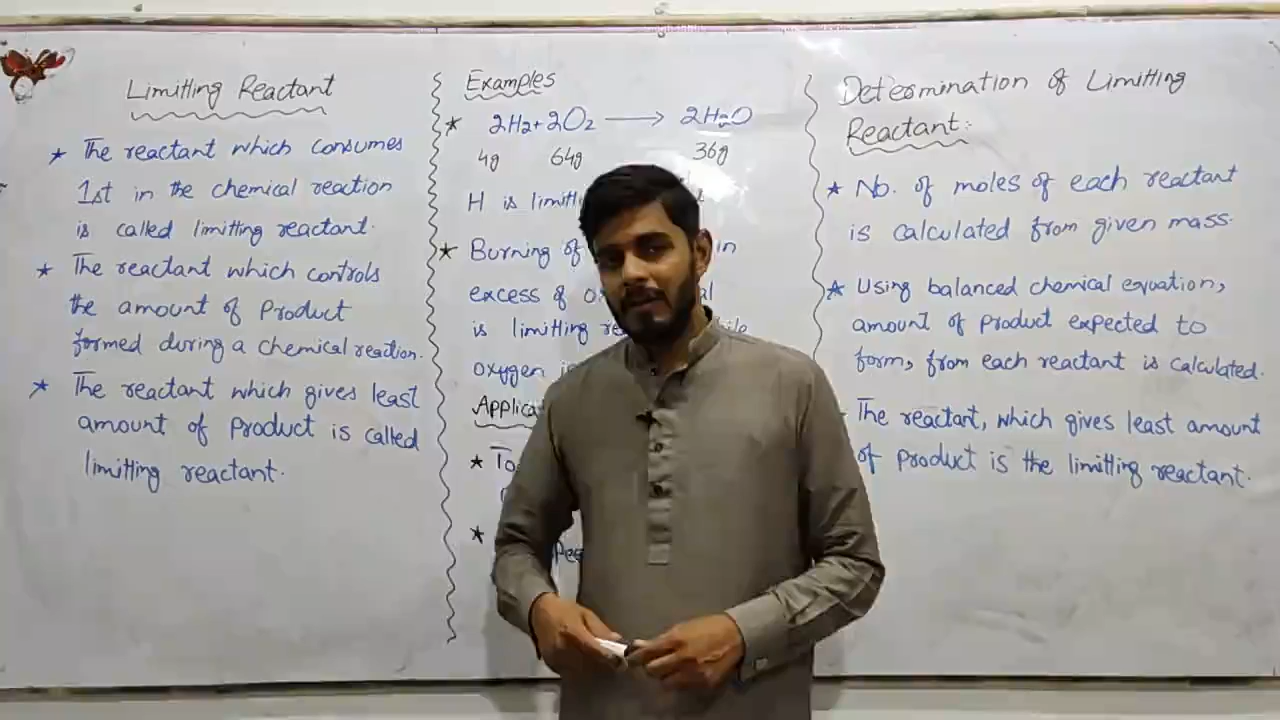 Limitting Reactant
* The reactant which consumes
1st in the chemical reaction
is called limitting reactant.
* The reactant which controls
the amount of Product
formed during a chemical reaction.
* The reactant which gives least
amount of Product is called
limitting reactant.
Examples
* 2H2+2O2 → 2H2O
4g 64g 36g
H is
* Burning of in
excess of
is limitting
oxygen
* To
*
Determination of Limitting
Reactant:
* No. of moles of each reactant
is calculated from given mass.
* Using balanced chemical equation,
amount of product expected to
form, from each reactant is calculated.
The reactant, which gives least amount
of product is the limitting reactant.